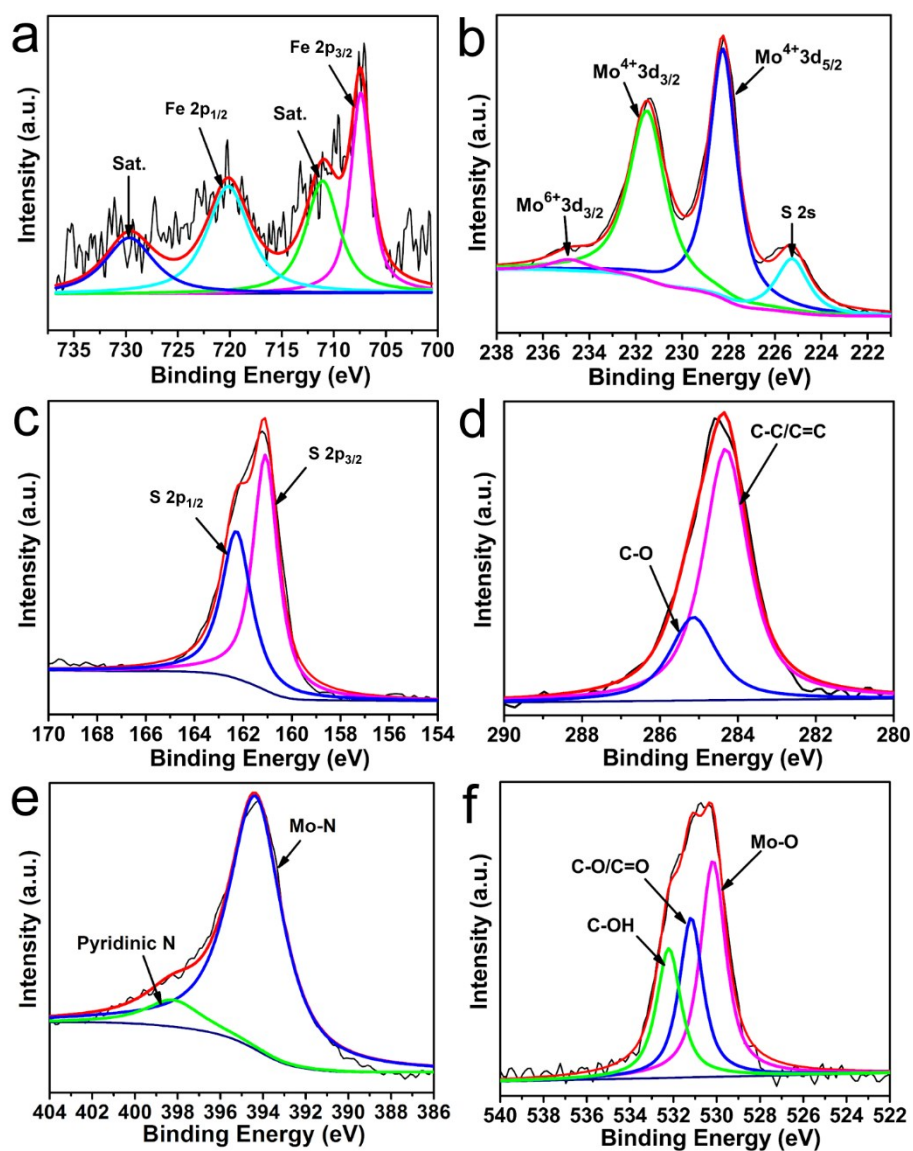 a
Fe 2p3/2
Fe 2p1/2
Sat.
Sat.
Intensity (a.u.)
735 730 725 720 715 710 705 700
Binding Energy (eV)
b
Mo4+3d3/2
Mo4+3d5/2
Mo6+3d3/2
S 2s
Intensity (a.u.)
238 236 234 232 230 228 226 224 222
Binding Energy (eV)
c
S 2p3/2
S 2p1/2
Intensity (a.u.)
170 168 166 164 162 160 158 156 154
Binding Energy (eV)
d
C-C/C=C
C-O
Intensity (a.u.)
290 288 286 284 282 280
Binding Energy (eV)
e
Mo-N
Pyridinic N
Intensity (a.u.)
404 402 400 398 396 394 392 390 388 386
Binding Energy (eV)
f
Mo-O
C-O/C=O
C-OH
Intensity (a.u.)
540 538 536 534 532 530 528 526 524 522
Binding Energy (eV)